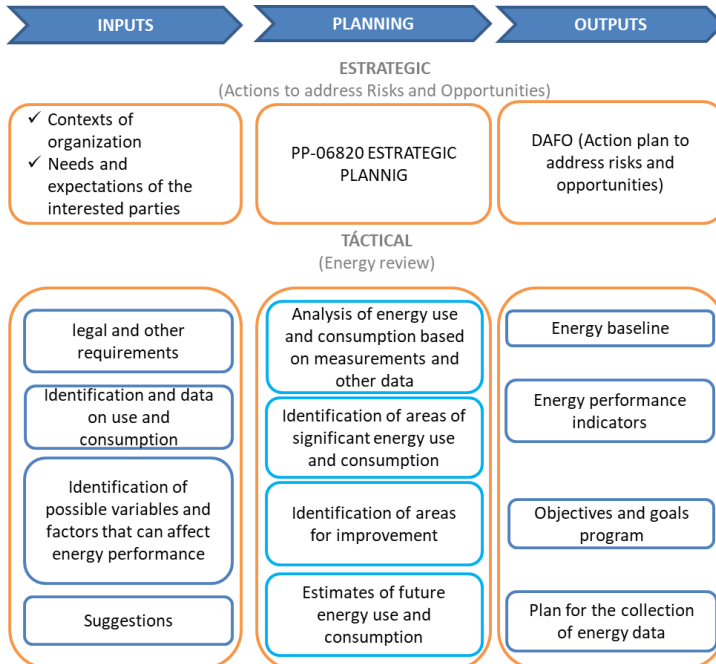 INPUTS
PLANNING
OUTPUTS
ESTRATEGIC
(Actions to address Risks and Opportunities)
✓ Contexts of
organization
✓ Needs and
expectations of the
interested parties
PP-06820 ESTRATEGIC
PLANNIG
DAFO (Action plan to
address risks and
opportunities)
TÁCTICAL
(Energy review)
legal and other
requirements
Identification and data
on use and
consumption
Identification of
possible variables and
factors that can affect
energy performance
Suggestions
Analysis of energy use
and consumption based
on measurements and
other data
Identification of areas of
significant energy use
and consumption
Identification of areas
for improvement
Estimates of future
energy use and
consumption
Energy baseline
Energy performance
indicators
Objectives and goals
program
Plan for the collection
of energy data